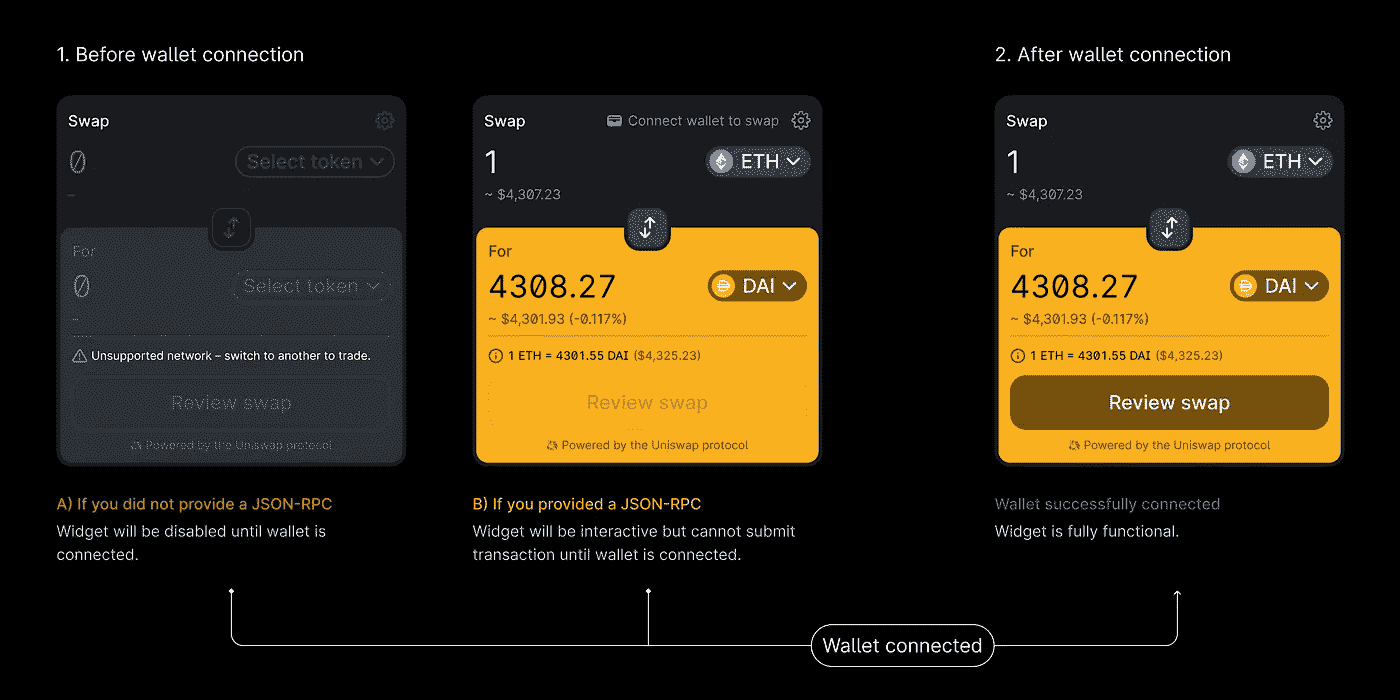 1. Before wallet connection
2. After wallet connection
Swap
0
Select token
–
For
0
Select token
–
Unsupported network – switch to another to trade.
Review swap
Powered by the Uniswap protocol
A) If you did not provide a JSON-RPC
Widget will be disabled until wallet is
connected.
Swap
Connect wallet to swap
1
ETH
~ $4,307.23
For
4308.27
DAI
~ $4,301.93 (-0.117%)
1 ETH = 4301.55 DAI ($4,325.23)
Review swap
Powered by the Uniswap protocol
B) If you provided a JSON-RPC
Widget will be interactive but cannot submit
transaction until wallet is connected.
Swap
1
ETH
~ $4,307.23
For
4308.27
DAI
~ $4,301.93 (-0.117%)
1 ETH = 4301.55 DAI ($4,325.23)
Review swap
Powered by the Uniswap protocol
Wallet successfully connected
Widget is fully functional.
Wallet connected